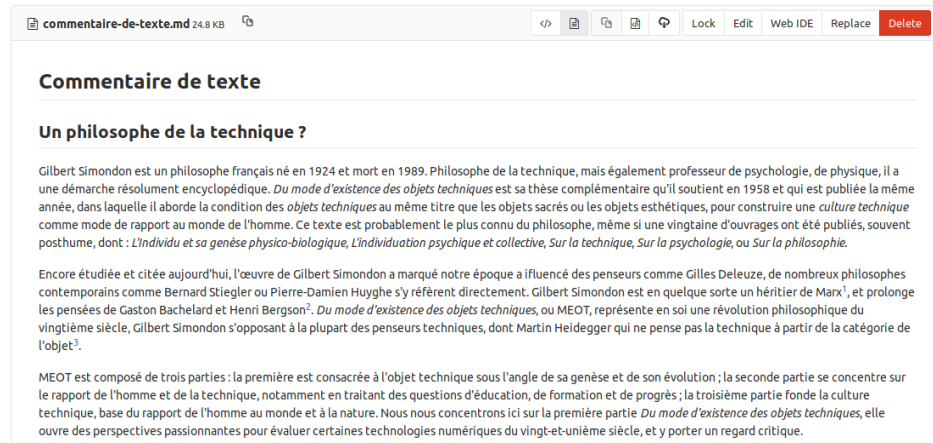 commentaire-de-texte.md 24.8 KB
Lock Edit Web IDE Replace Delete
Commentaire de texte
Un philosophe de la technique ?
Gilbert Simondon est un philosophe français né en 1924 et mort en 1989. Philosophe de la technique, mais également professeur de psychologie, de physique, il a
une démarche résolument encyclopédique. Du mode d'existence des objets techniques est sa thèse complémentaire qu'il soutient en 1958 et qui est publiée la même
année, dans laquelle il aborde la condition des objets techniques au même titre que les objets sacrés ou les objets esthétiques, pour construire une culture technique
comme mode de rapport au monde de l'homme. Ce texte est probablement le plus connu du philosophe, même si une vingtaine d'ouvrages ont été publiés, souvent
posthume, dont : L'Individu et sa genèse physico-biologique, L'individuation psychique et collective, Sur la technique, Sur la psychologie, ou Sur la philosophie.
Encore étudiée et citée aujourd'hui, l'œuvre de Gilbert Simondon a marqué notre époque a ifluencé des penseurs comme Gilles Deleuze, de nombreux philosophes
contemporains comme Bernard Stiegler ou Pierre-Damien Huyghe s'y réfèrent directement. Gilbert Simondon est en quelque sorte un héritier de Marx1, et prolonge
les pensées de Gaston Bachelard et Henri Bergson2. Du mode d'existence des objets techniques, ou MEOT, représente en soi une révolution philosophique du
vingtième siècle, Gilbert Simondon s'opposant à la plupart des penseurs techniques, dont Martin Heidegger qui ne pense pas la technique à partir de la catégorie de
l'objet3.
MEOT est composé de trois parties : la première est consacrée à l'objet technique sous l'angle de sa genèse et de son évolution ; la seconde partie se concentre sur
le rapport de l'homme et de la technique, notamment en traitant des questions d'éducation, de formation et de progrès ; la troisième partie fonde la culture
technique, base du rapport de l'homme au monde et à la nature. Nous nous concentrons ici sur la première partie Du mode d'existence des objets techniques, elle
ouvre des perspectives passionnantes pour évaluer certaines technologies numériques du vingt-et-unième siècle, et y porter un regard critique.